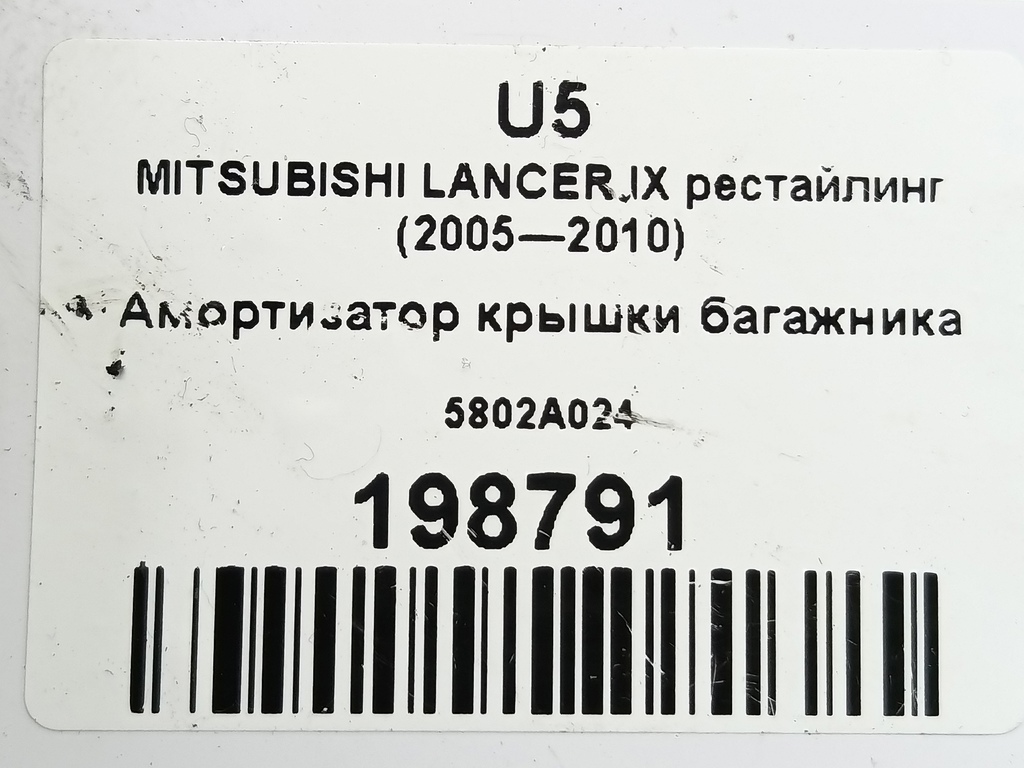 U5
MITSUBISHI LANCER IX рестайлинг
(2005—2010)
Амортизатор крышки багажника
5802A024
198791